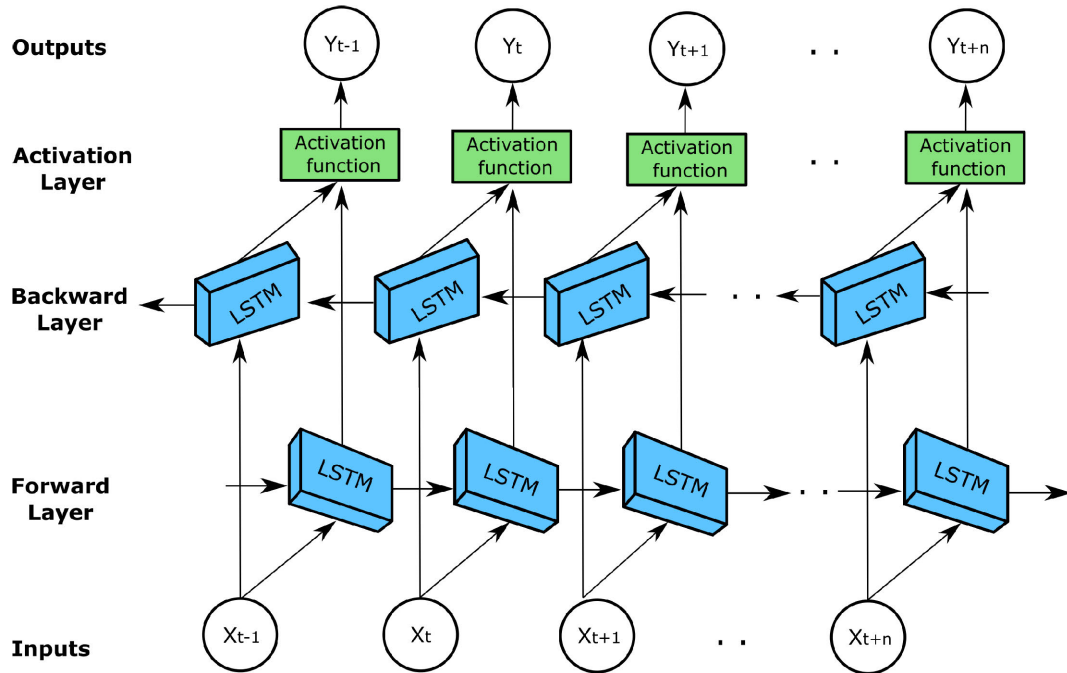 Outputs
Yt-1 Yt Yt+1 . . Yt+n
Activation
Layer
Activation
function
Activation
function
Activation
function
. .
Activation
function
Backward
Layer
LSTM LSTM LSTM . . LSTM
Forward
Layer
LSTM LSTM LSTM . . LSTM
Inputs
Xt-1 Xt Xt+1 . . Xt+n